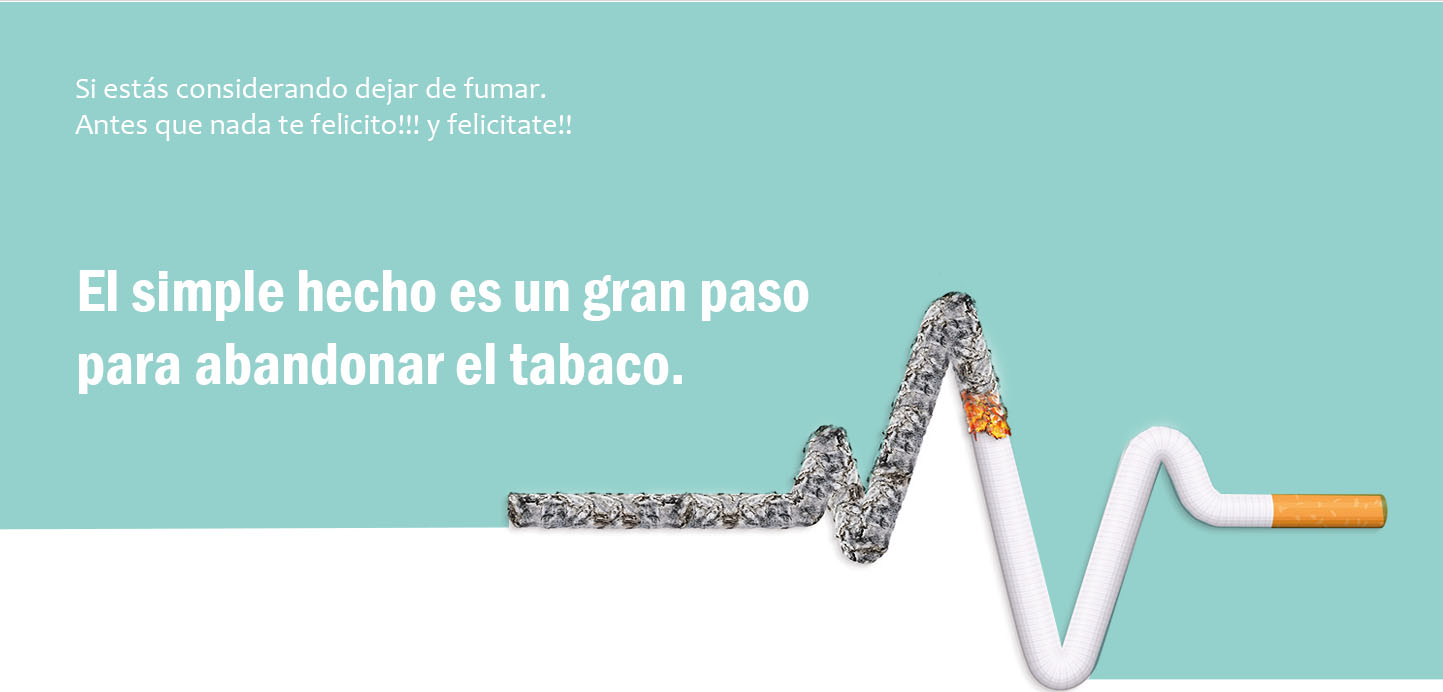 Si estás considerando dejar de fumar.
Antes que nada te felicito!!! y felicitate!!
El simple hecho es un gran paso
para abandonar el tabaco.